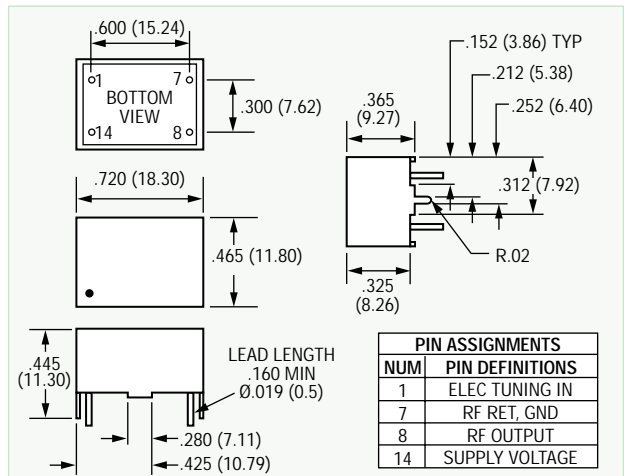 .600 (15.24)
1
7
BOTTOM
VIEW
14
8
.300 (7.62)
.720 (18.30)
.465 (11.80)
.445
(11.30)
LEAD LENGTH
.160 MIN
Ø.019 (0.5)
.280 (7.11)
.425 (10.79)
.152 (3.86) TYP
.212 (5.38)
.252 (6.40)
.365
(9.27)
.312 (7.92)
R.02
.325
(8.26)
PIN ASSIGNMENTS
NUM PIN DEFINITIONS
1 ELEC TUNING IN
7 RF RET, GND
8 RF OUTPUT
14 SUPPLY VOLTAGE